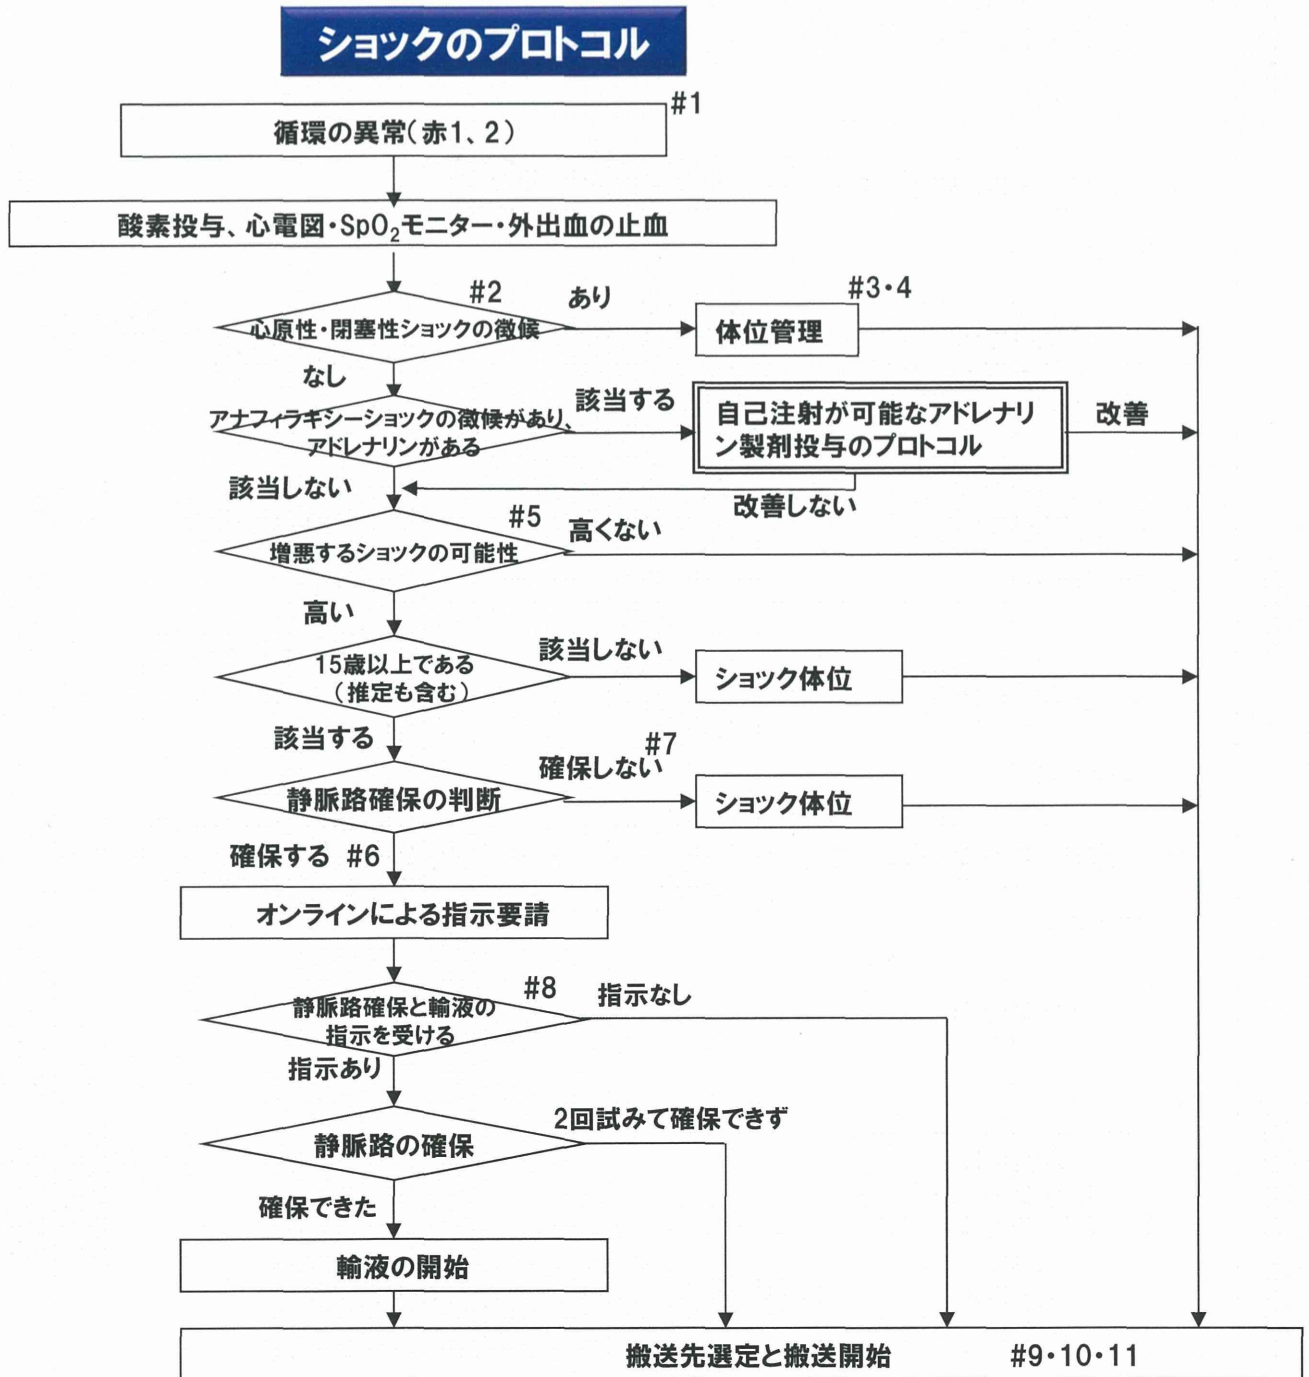 ショックのプロトコル
#1
循環の異常(赤1、2)
酸素投与、心電図・SpO₂モニター・外出血の止血
#2
心原性・閉塞性ショックの徴候
あり
#3・4
体位管理
なし
アナフィラキシーショックの徴候があり、
アドレナリンがある
該当する
自己注射が可能なアドレナリ
ン製剤投与のプロトコル
改善
該当しない
改善しない
#5
増悪するショックの可能性
高くない
高い
15歳以上である
(推定も含む)
該当しない
ショック体位
該当する
静脈路確保の判断
確保しない
#7
ショック体位
確保する #6
オンラインによる指示要請
#8
静脈路確保と輸液の
指示を受ける
指示なし
指示あり
静脈路の確保
2回試みて確保できず
確保できた
輸液の開始
搬送先選定と搬送開始 #9・10・11